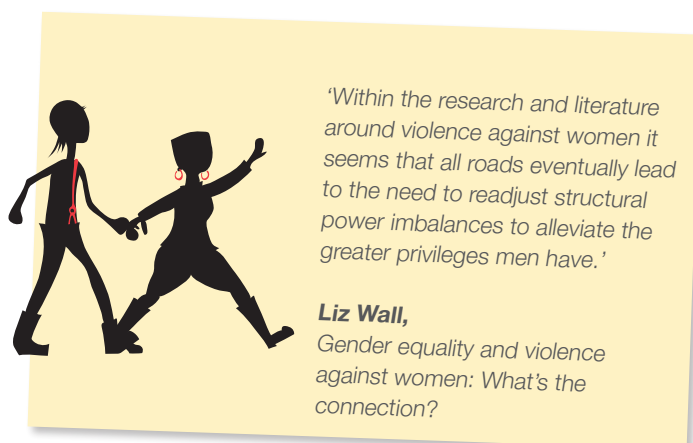 ‘Within the research and literature
around violence against women it
seems that all roads eventually lead
to the need to readjust structural
power imbalances to alleviate the
greater privileges men have.’
Liz Wall,
Gender equality and violence
against women: What’s the
connection?